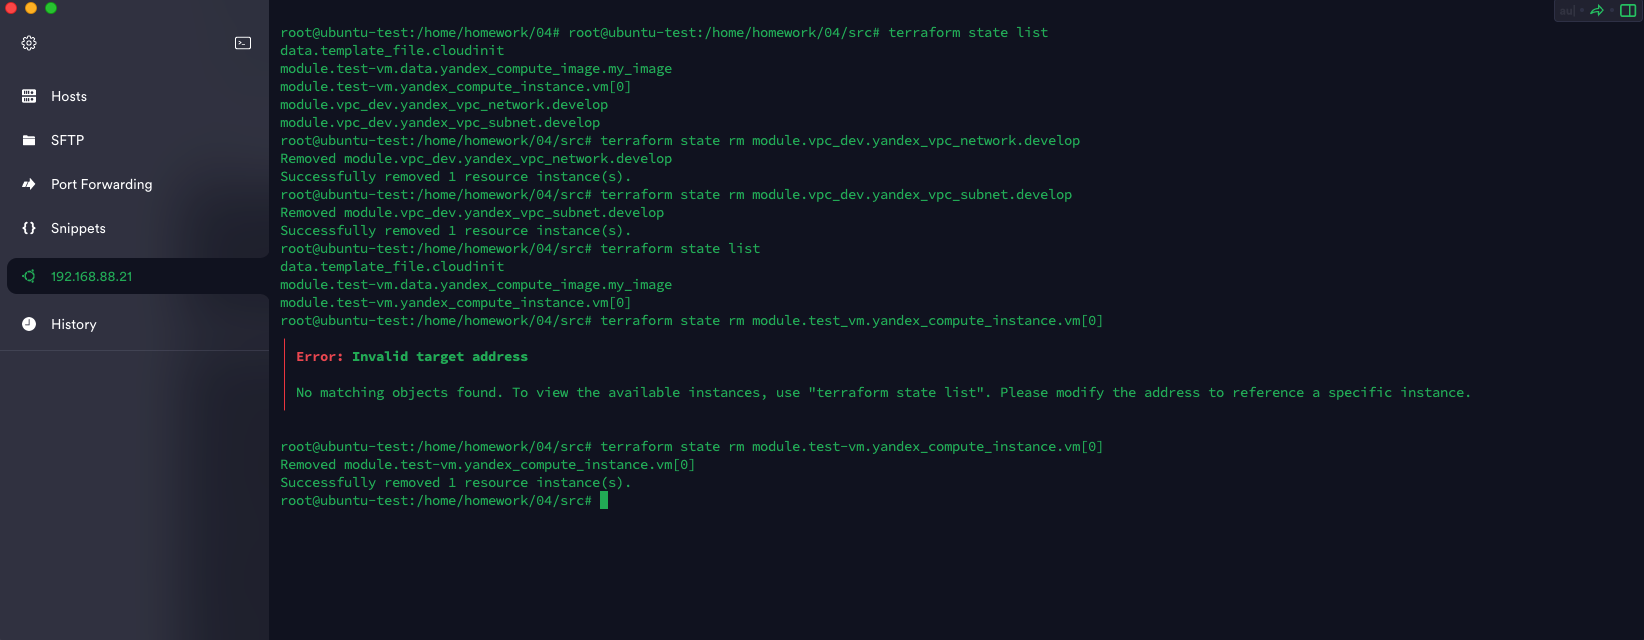 Hosts
SFTP
Port Forwarding
Snippets
192.168.88.21
History
root@ubuntu-test:/home/homework/04# root@ubuntu-test:/home/homework/04/src# terraform state list
data.template_file.cloudinit
module.test-vm.data.yandex_compute_image.my_image
module.test-vm.yandex_compute_instance.vm[0]
module.vpc_dev.yandex_vpc_network.develop
module.vpc_dev.yandex_vpc_subnet.develop
root@ubuntu-test:/home/homework/04/src# terraform state rm module.vpc_dev.yandex_vpc_network.develop
Removed module.vpc_dev.yandex_vpc_network.develop
Successfully removed 1 resource instance(s).
root@ubuntu-test:/home/homework/04/src# terraform state rm module.vpc_dev.yandex_vpc_subnet.develop
Removed module.vpc_dev.yandex_vpc_subnet.develop
Successfully removed 1 resource instance(s).
root@ubuntu-test:/home/homework/04/src# terraform state list
data.template_file.cloudinit
module.test-vm.data.yandex_compute_image.my_image
module.test-vm.yandex_compute_instance.vm[0]
root@ubuntu-test:/home/homework/04/src# terraform state rm module.test_vm.yandex_compute_instance.vm[0]
Error: Invalid target address
No matching objects found. To view the available instances, use "terraform state list". Please modify the address to reference a specific instance.
root@ubuntu-test:/home/homework/04/src# terraform state rm module.test-vm.yandex_compute_instance.vm[0]
Removed module.test-vm.yandex_compute_instance.vm[0]
Successfully removed 1 resource instance(s).
root@ubuntu-test:/home/homework/04/src#